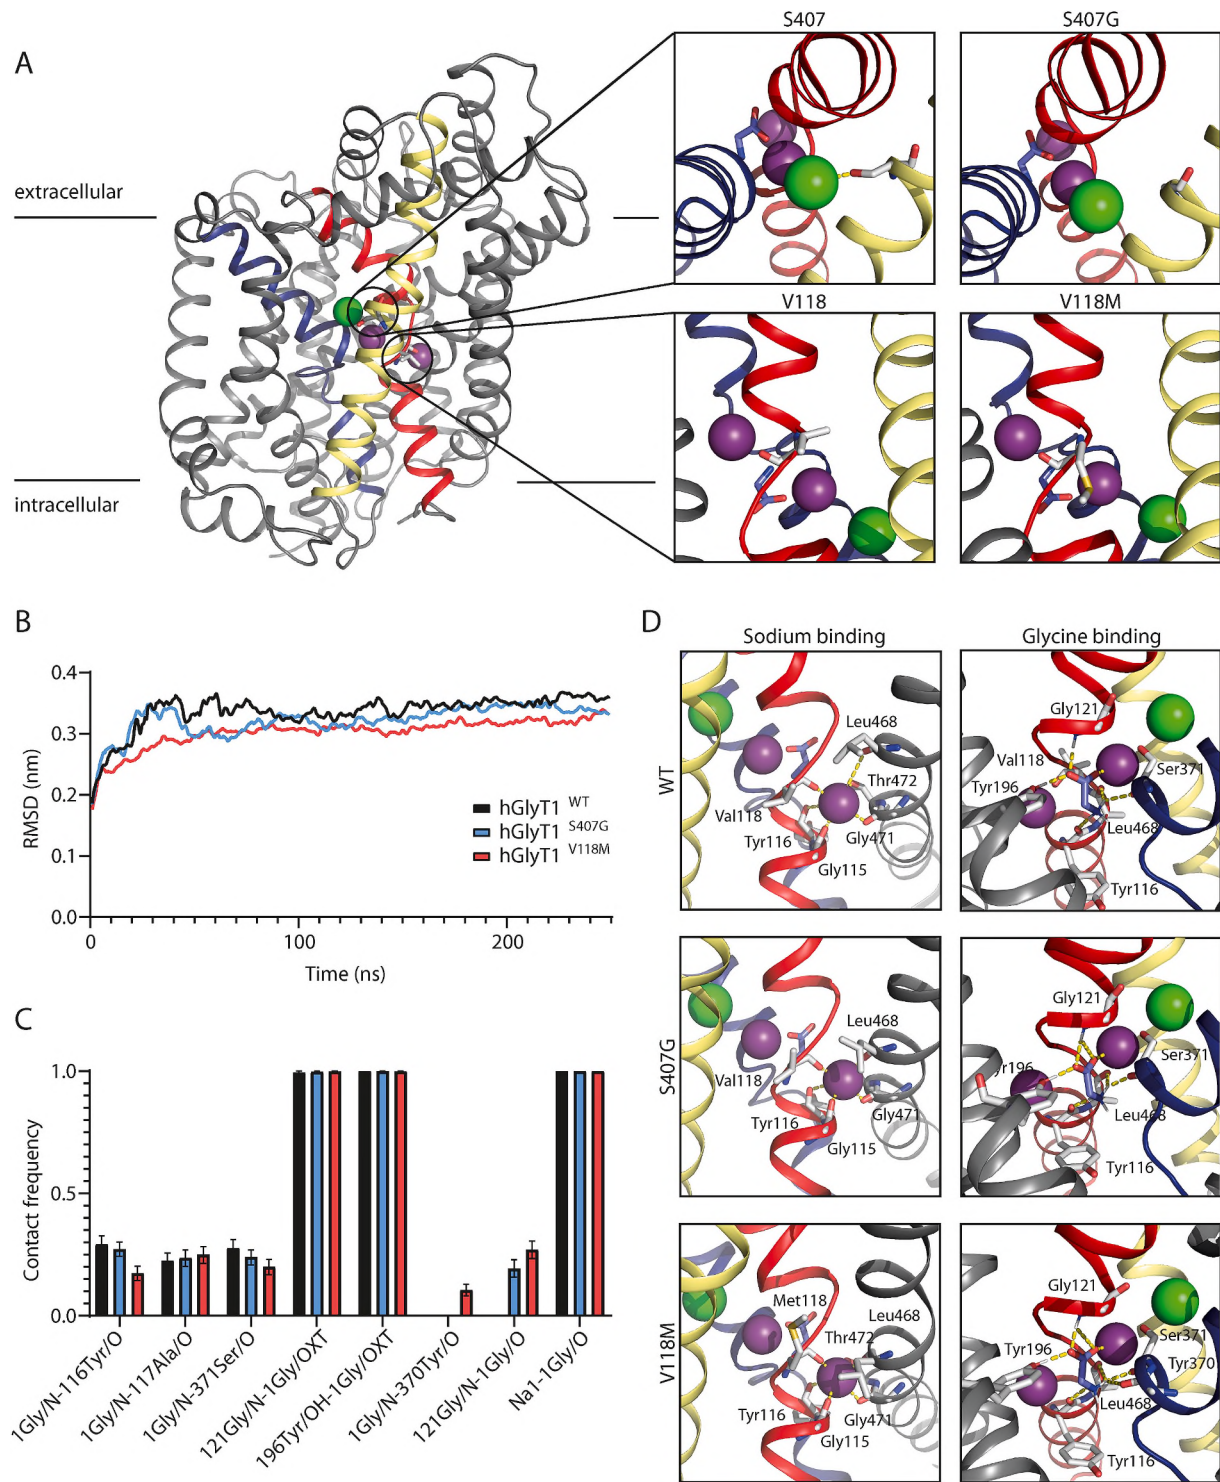 A
S407
S407G
extracellular
intracellular
V118
V118M
B
RMSD (nm)
0.4
0.3
0.2
0.1
0.0
0
100
200
Time (ns)
hGlyT1 WT
hGlyT1 S407G
hGlyT1 V118M
C
Contact frequency
1.0
0.5
0.0
1Gly/N-116Tyr/O
1Gly/N-117Ala/O
1Gly/N-371Ser/O
121Gly/N-1Gly/OXT
196Tyr/OH-1Gly/OXT
1Gly/N-370Tyr/O
121Gly/N-1Gly/O
Na1-1Gly/O
D
Sodium binding
Glycine binding
WT
Leu468
Thr472
Val118
Tyr116
Gly471
Gly115
Gly121
Val118
Tyr196
Ser371
Leu468
Tyr116
S407G
Leu468
Val118
Tyr116
Gly471
Gly115
Gly121
yr196
Ser371
Leu468
Tyr116
V118M
Met118
Leu468
Thr472
Tyr116
Gly471
Gly115
Gly121
Ser371
Tyr196
Tyr370
Leu468
Tyr116